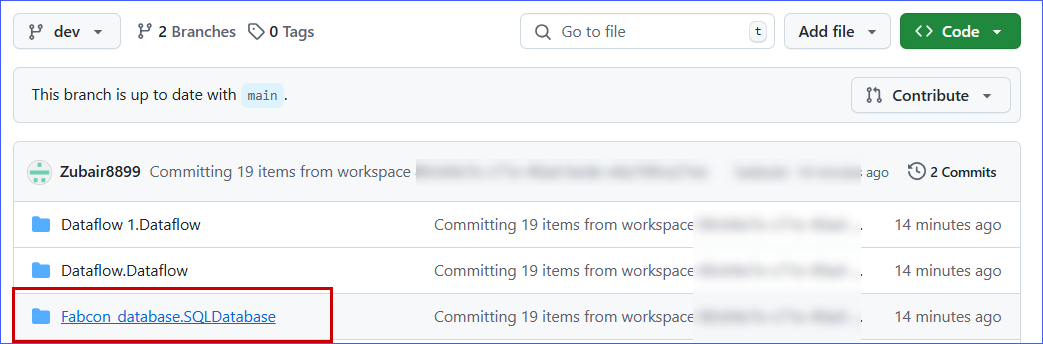 dev 2 Branches 0 Tags Go to file t Add file Code
This branch is up to date with main.
Contribute
Zubair8899 Committing 19 items from workspace ago 2 Commits
Dataflow 1.Dataflow Committing 19 items from workspace 14 minutes ago
Dataflow.Dataflow Committing 19 items from workspace 14 minutes ago
Fabcon_database.SQLDatabase Committing 19 items from workspace 14 minutes ago